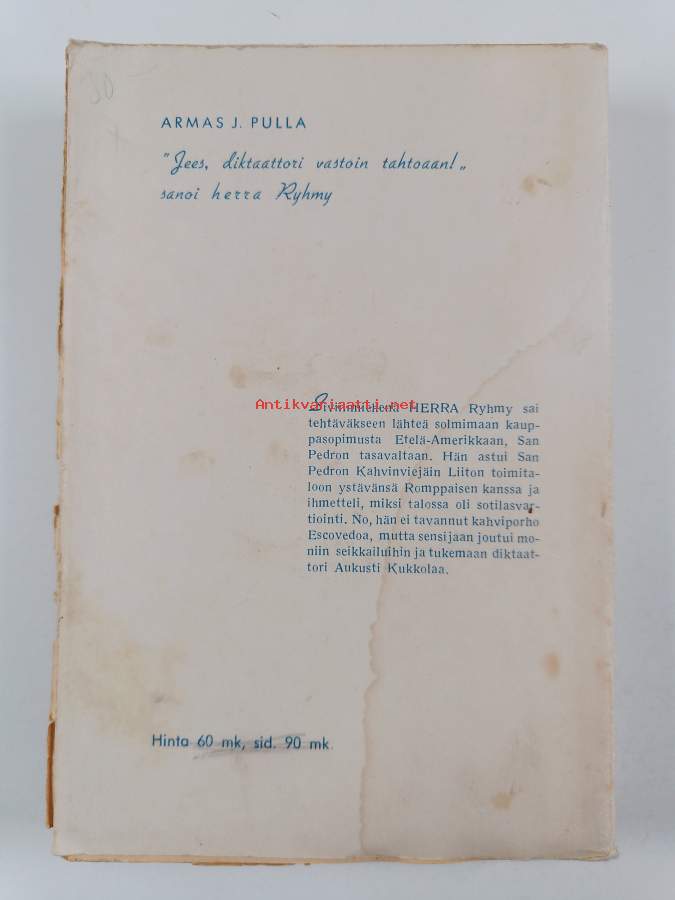 30
ARMAS J. PULLA
"Jees, diktaattori vastoin tahtoaan!„
sanoi herra Ryhmy
Antikvariaatti.net
HERRA Ryhmy sai
tehtäväkseen lähteä solmimaan kaup-
pasopimusta Etelä-Amerikkaan, San
Pedron tasavaltaan. Hän astui San
Pedron Kahvinviejäin Liiton toimita-
loon ystävänsä Romppaisen kanssa ja
ihmetteli, miksi talossa oli sotilasvar-
tiointi. No, hän ei tavannut kahviporho
Escovedoa, mutta sensijaan joutui mo-
niin seikkailuihin ja tukemaan diktaat-
tori Aukusti Kukkolaa.
Hinta 60 mk, sid. 90 mk.